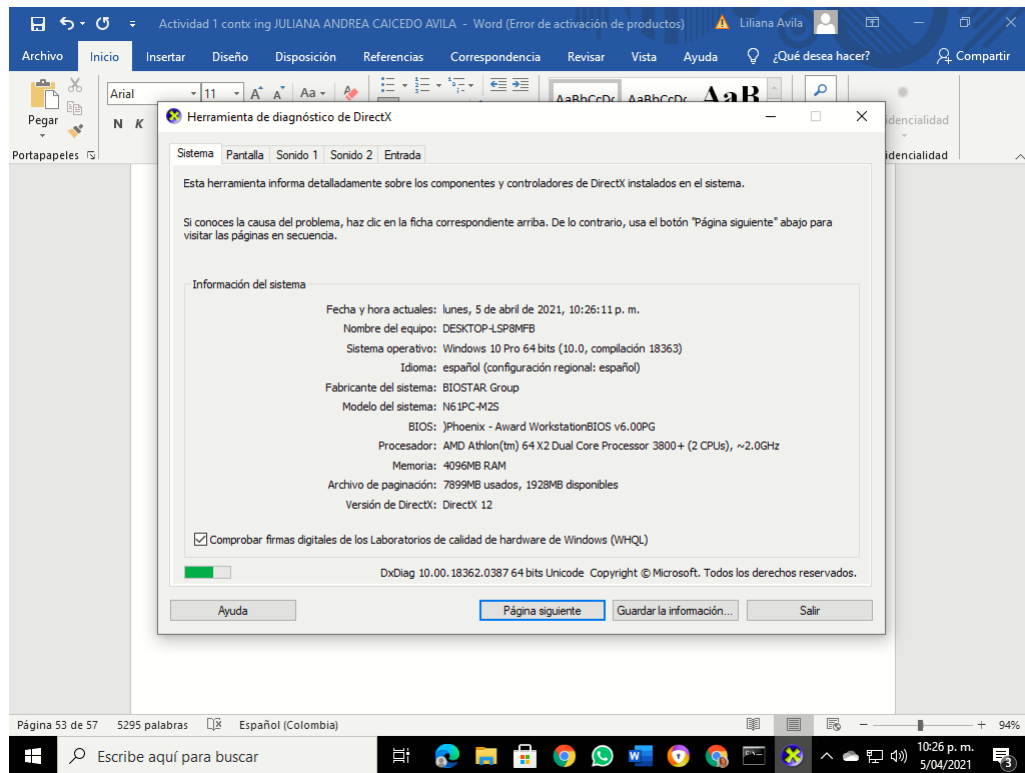 Actividad 1 contx ing JULIANA ANDREA CAICEDO AVILA - Word (Error de activación de productos)
Liliana Avila
Archivo Inicio Insertar Diseño Disposición Referencias Correspondencia Revisar Vista Ayuda ¿Qué desea hacer? Compartir
Pegar
Arial 11 A A Aa
N K
AaBbCcDc AaBbCcDc AaB
Portapapeles
Herramienta de diagnóstico de DirectX
Sistema Pantalla Sonido 1 Sonido 2 Entrada
Esta herramienta informa detalladamente sobre los componentes y controladores de DirectX instalados en el sistema.
Si conoces la causa del problema, haz clic en la ficha correspondiente arriba. De lo contrario, usa el botón "Página siguiente" abajo para
visitar las páginas en secuencia.
Información del sistema
Fecha y hora actuales: lunes, 5 de abril de 2021, 10:26:11 p. m.
Nombre del equipo: DESKTOP-LSP8MFB
Sistema operativo: Windows 10 Pro 64 bits (10.0, compilación 18363)
Idioma: español (configuración regional: español)
Fabricante del sistema: BIOSTAR Group
Modelo del sistema: N61PC-M2S
BIOS: )Phoenix - Award WorkstationBIOS v6.00PG
Procesador: AMD Athlon(tm) 64 X2 Dual Core Processor 3800+ (2 CPUs), ~2.0GHz
Memoria: 4096MB RAM
Archivo de paginación: 7899MB usados, 1928MB disponibles
Versión de DirectX: DirectX 12
Comprobar firmas digitales de los Laboratorios de calidad de hardware de Windows (WHQL)
DxDiag 10.00.18362.0387 64 bits Unicode Copyright © Microsoft. Todos los derechos reservados.
Ayuda Página siguiente Guardar la información... Salir
Página 53 de 57 5295 palabras Español (Colombia) 94%
Escribe aquí para buscar
10:26 p. m.
5/04/2021
3